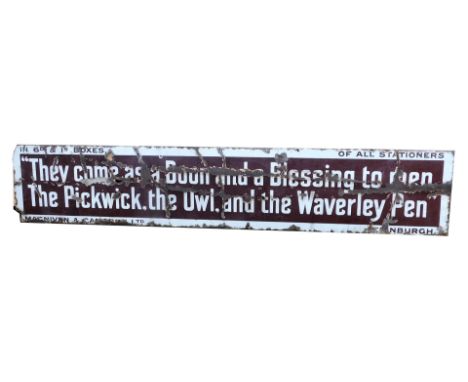 IN 6D. & 1/- BOXES. OF ALL STATIONERS
"They come as a Boon and a Blessing to men
The Pickwick, the Owl, and the Waverley Pen"
MACNIVEN & CAMERON LTD. EDINBURGH.